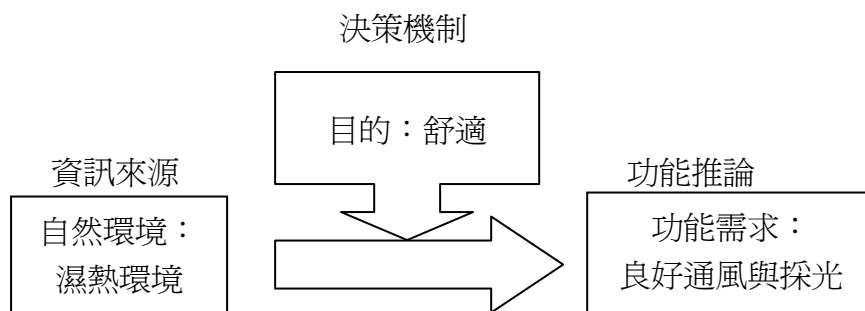 決策機制
目的：舒適
資訊來源
自然環境：
濕熱環境
功能推論
功能需求：
良好通風與採光